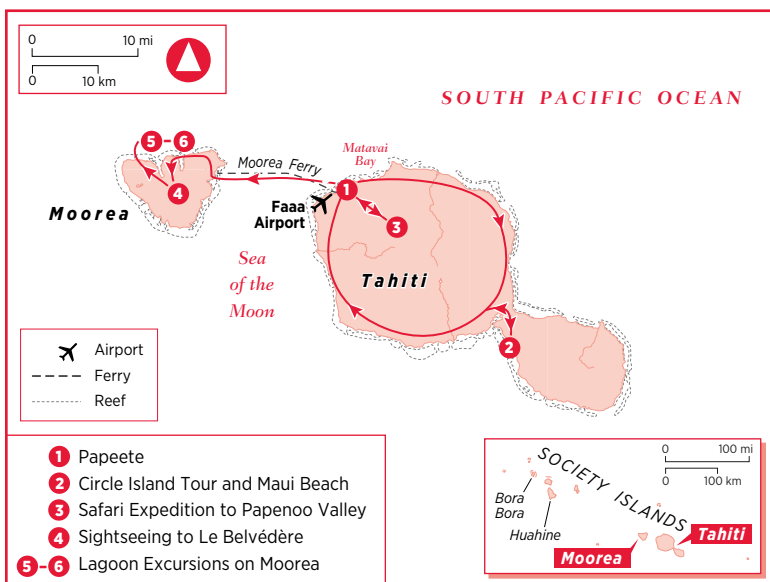 0 10 mi
0 10 km
SOUTH PACIFIC OCEAN
5-6
Matavai
Bay
Moorea Ferry
1
4
Faaa
Airport
Moorea
3
Sea
of the
Moon
Tahiti
2
Airport
Ferry
Reef
1 Papeete
2 Circle Island Tour and Maui Beach
3 Safari Expedition to Papenoo Valley
4 Sightseeing to Le Belvédère
5-6 Lagoon Excursions on Moorea
0 100 mi
0 100 km
SOCIETY ISLANDS
Bora
Bora
Huahine
Tahiti
Moorea